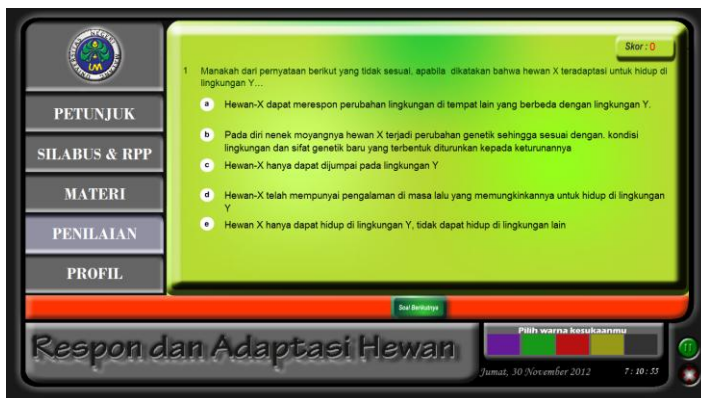 UNIVERSITAS NEGERI MALANG
UM
Skor : 0
1 Manakah dari pernyataan berikut yang tidak sesuai, apabila dikatakan bahwa hewan X teradaptasi untuk hidup di
lingkungan Y…
a Hewan-X dapat merespon perubahan lingkungan di tempat lain yang berbeda dengan lingkungan Y.
b Pada diri nenek moyangnya hewan X terjadi perubahan genetik sehingga sesuai dengan. kondisi
lingkungan dan sifat genetik baru yang terbentuk diturunkan kepada keturunannya
c Hewan-X hanya dapat dijumpai pada lingkungan Y
d Hewan-X telah mempunyai pengalaman di masa lalu yang memungkinkannya untuk hidup di lingkungan
Y
e Hewan X hanya dapat hidup di lingkungan Y, tidak dapat hidup di lingkungan lain
PETUNJUK
SILABUS & RPP
MATERI
PENILAIAN
PROFIL
Soal Berikutnya
Respon dan Adaptasi Hewan
Pilih warna kesukaanmu
Jumat, 30 November 2012
7 : 10 : 55